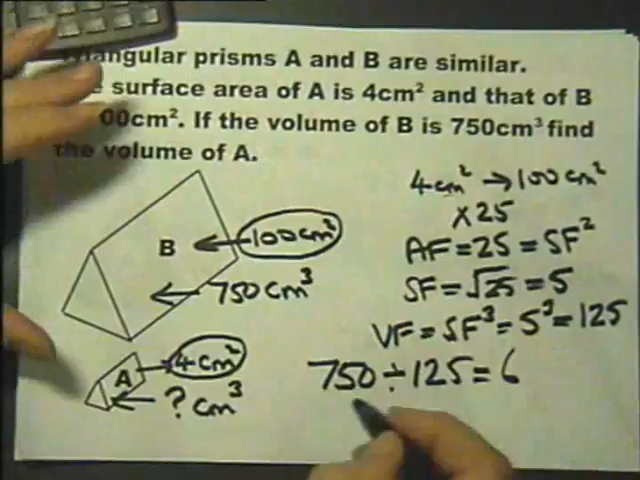 iangular prisms A and B are similar.
surface area of A is 4cm² and that of B
00cm². If the volume of B is 750cm³ find
the volume of A.
4cm² → 100cm²
×25
AF = 25 = SF²
SF = √25 = 5
VF = SF³ = 5³ = 125
750 ÷ 125 = 6
B ← 100cm²
← 750cm³
A → 4cm²
← ? cm³